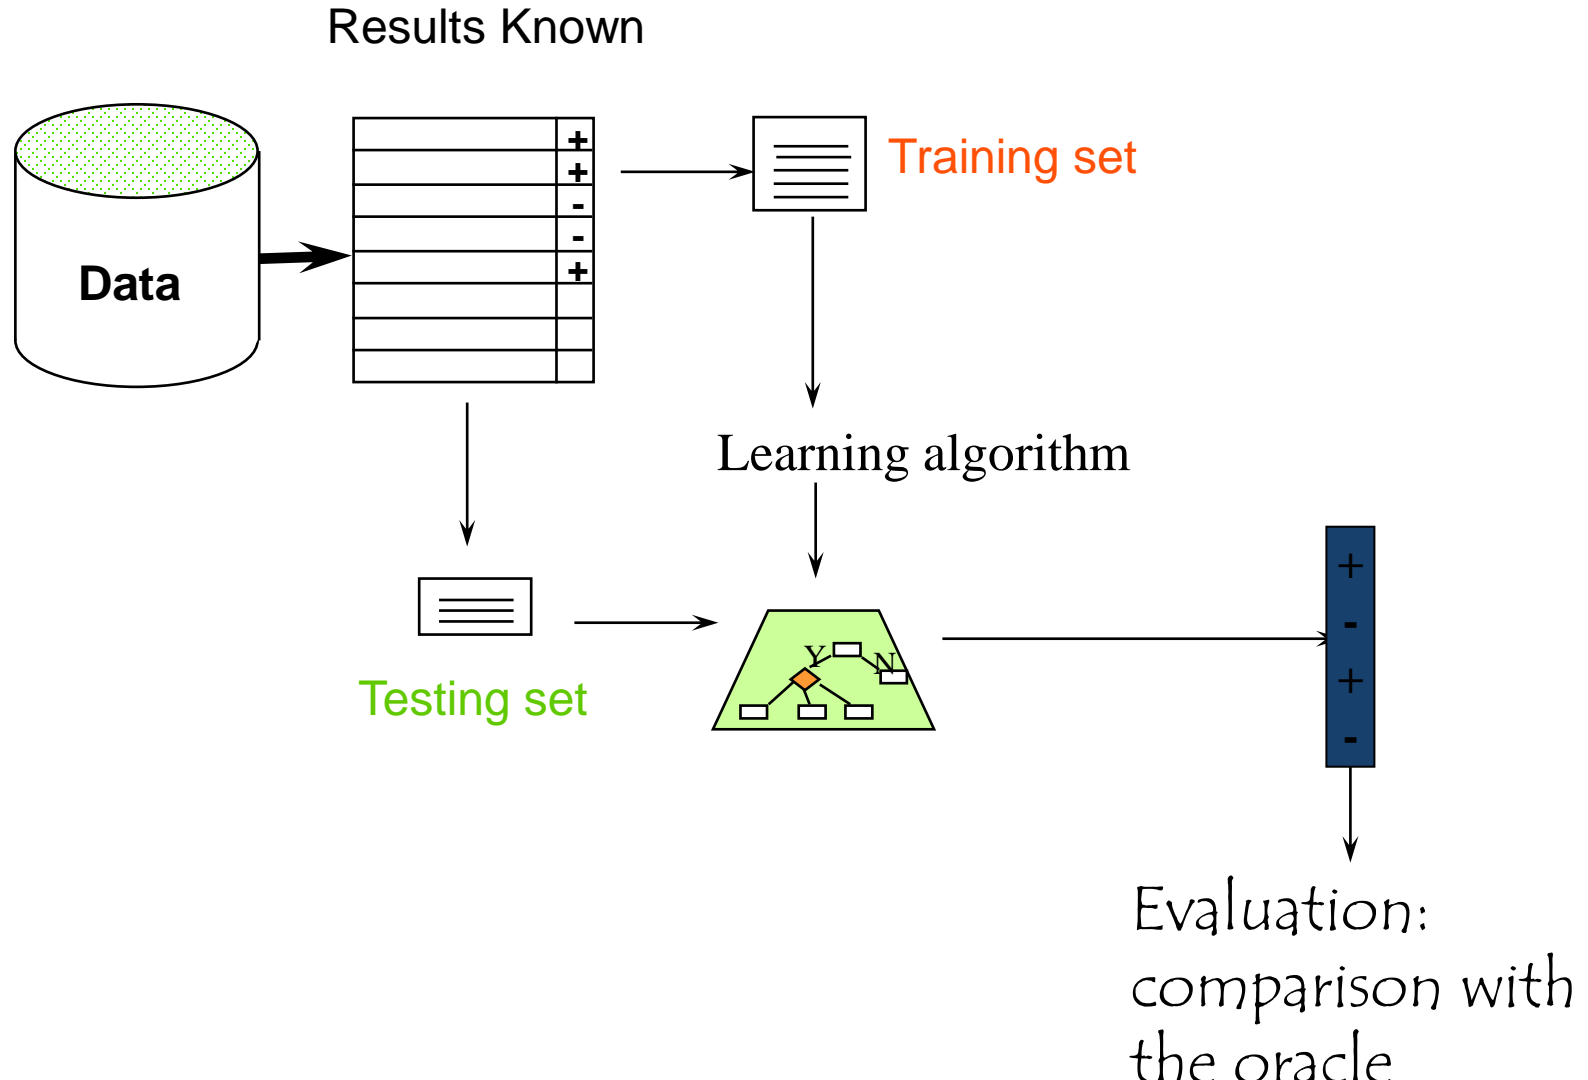 Results Known
+
+
-
-
+
Training set
Data
Learning algorithm
Y
N
Testing set
+
-
+
-
Evaluation:
comparison with
the oracle